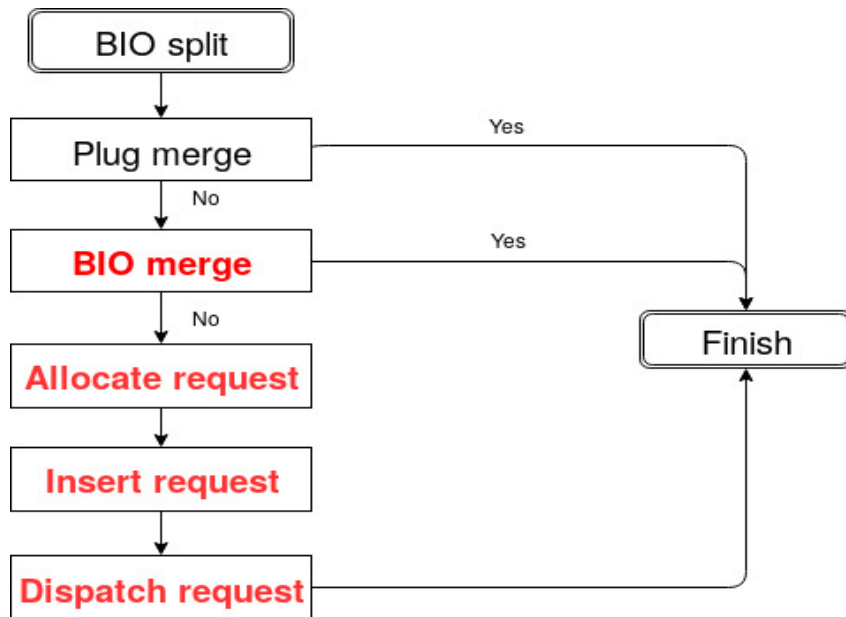 BIO split
Plug merge
Yes
No
BIO merge
Yes
No
Finish
Allocate request
Insert request
Dispatch request